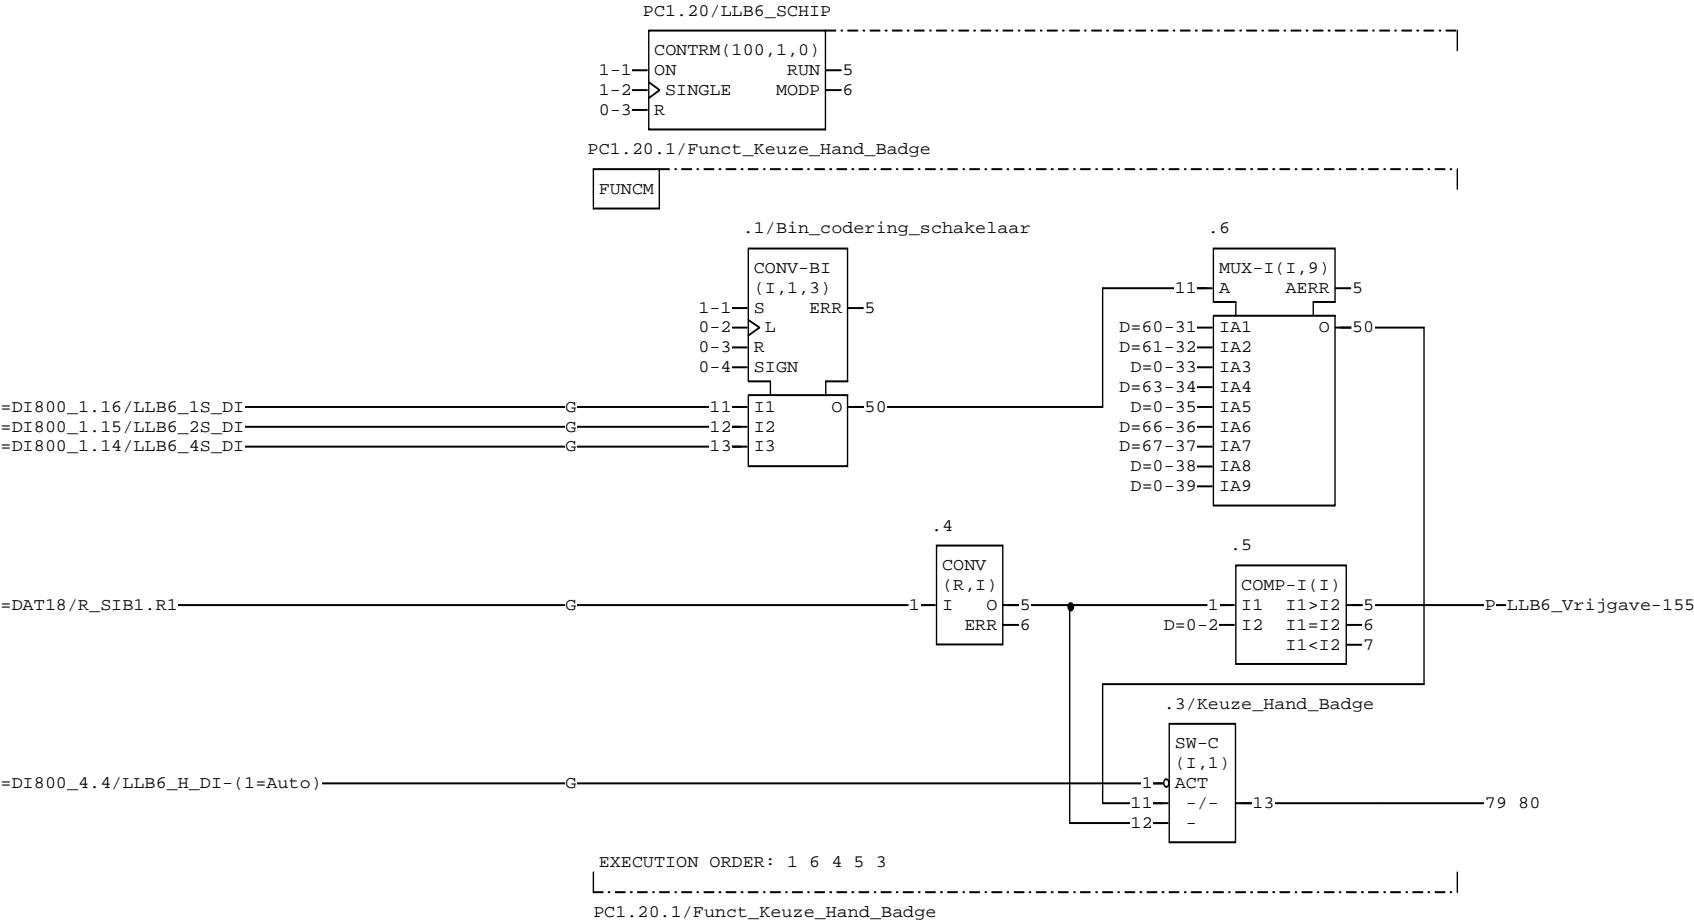 PC1.20/LLB6_SCHIP
CONTRM(100,1,0)
1-1 ON RUN 5
1-2 SINGLE MODP 6
0-3 R
PC1.20.1/Funct_Keuze_Hand_Badge
FUNCM
.1/Bin_codering_schakelaar
CONV-BI
(I,1,3)
1-1 S ERR 5
0-2 L
0-3 R
0-4 SIGN
=DI800_1.16/LLB6_1S_DI G 11 I1 O 50
=DI800_1.15/LLB6_2S_DI G 12 I2
=DI800_1.14/LLB6_4S_DI G 13 I3
.6
MUX-I(I,9)
11 A AERR 5
D=60-31 IA1 O 50
D=61-32 IA2
D=0-33 IA3
D=63-34 IA4
D=0-35 IA5
D=66-36 IA6
D=67-37 IA7
D=0-38 IA8
D=0-39 IA9
.4
CONV
(R,I)
=DAT18/R_SIB1.R1 G 1 I O 5
ERR 6
.5
COMP-I(I)
1 I1 I1>I2 5 P LLB6_Vrijgave-155
D=0-2 I2 I1=I2 6
I1<I2 7
.3/Keuze_Hand_Badge
SW-C
(I,1)
=DI800_4.4/LLB6_H_DI-(1=Auto) G 1 ACT
11 -/- 13 79 80
12 -
EXECUTION ORDER: 1 6 4 5 3
PC1.20.1/Funct_Keuze_Hand_Badge